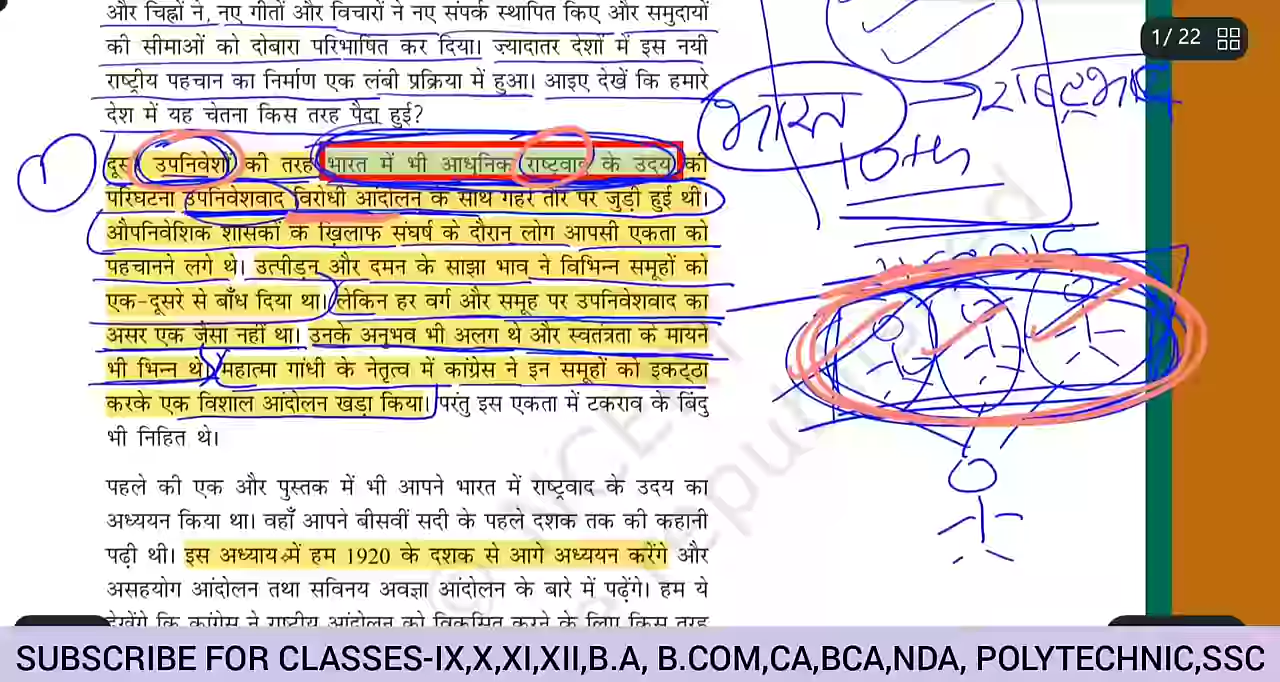 और चिह्नों ने, नए गीतों और विचारों ने नए संपर्क स्थापित किए और समुदायों
की सीमाओं को दोबारा परिभाषित कर दिया। ज़्यादातर देशों में इस नयी
राष्ट्रीय पहचान का निर्माण एक लंबी प्रक्रिया में हुआ। आइए देखें कि हमारे
देश में यह चेतना किस तरह पैदा हुई?
1/22
भारत
10th
दूसरे उपनिवेशों की तरह भारत में भी आधुनिक राष्ट्रवाद के उदय की
परिघटना उपनिवेशवाद विरोधी आंदोलन के साथ गहरे तौर पर जुड़ी हुई थी।
औपनिवेशिक शासकों के ख़िलाफ संघर्ष के दौरान लोग आपसी एकता को
पहचानने लगे थे। उत्पीड़न और दमन के साझा भाव ने विभिन्न समूहों को
एक-दूसरे से बाँध दिया था। लेकिन हर वर्ग और समूह पर उपनिवेशवाद का
असर एक जैसा नहीं था। उनके अनुभव भी अलग थे और स्वतंत्रता के मायने
भी भिन्न थे। महात्मा गांधी के नेतृत्व में कांग्रेस ने इन समूहों को इकट्ठा
करके एक विशाल आंदोलन खड़ा किया। परंतु इस एकता में टकराव के बिंदु
भी निहित थे।
पहले की एक और पुस्तक में भी आपने भारत में राष्ट्रवाद के उदय का
अध्ययन किया था। वहाँ आपने बीसवीं सदी के पहले दशक तक की कहानी
पढ़ी थी। इस अध्याय में हम 1920 के दशक से आगे अध्ययन करेंगे और
असहयोग आंदोलन तथा सविनय अवज्ञा आंदोलन के बारे में पढ़ेंगे। हम ये
देखेंगे कि कांग्रेस ने राष्ट्रीय आंदोलन को विकसित करने के लिए किस तरह
© NCERT
republished
SUBSCRIBE FOR CLASSES-IX,X,XI,XII,B.A, B.COM,CA,BCA,NDA, POLYTECHNIC,SSC